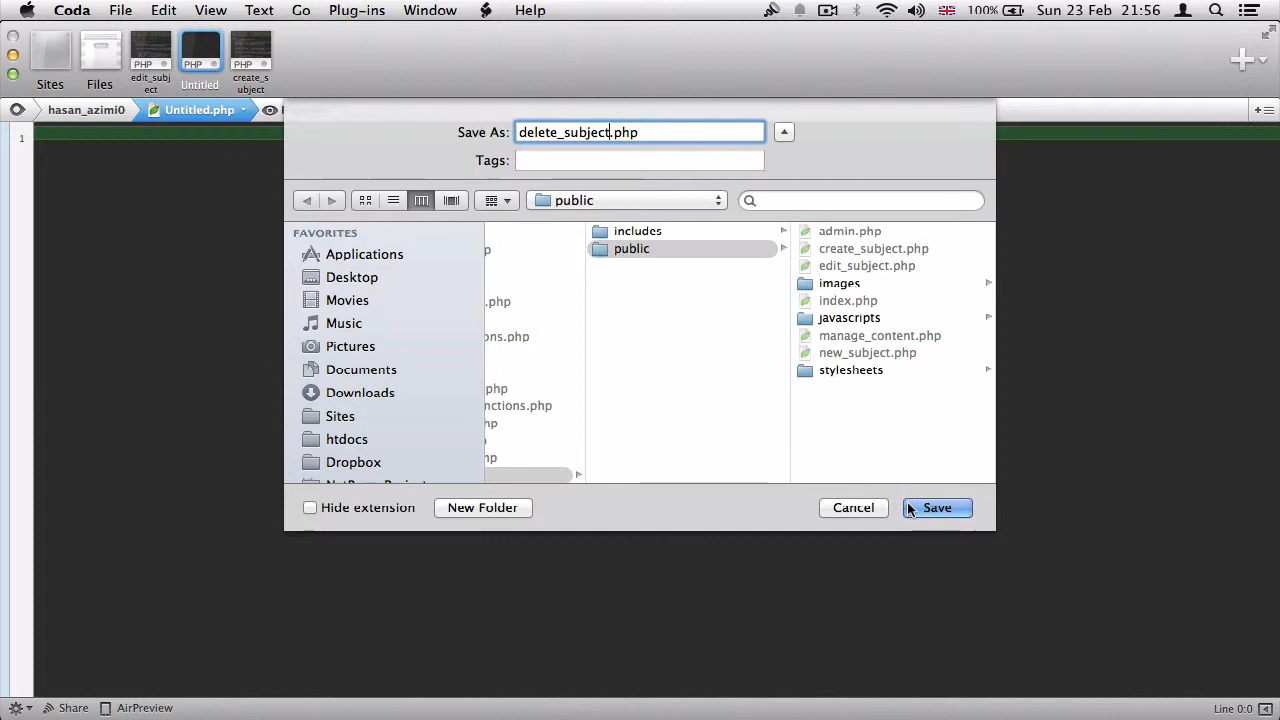 Coda File Edit View Text Go Plug-ins Window Help 100% Sun 23 Feb 21:56
PHP PHP PHP
Sites Files edit_subj ect Untitled create_s ubject
hasan_azimi0 Untitled.php
1
Save As: delete_subject.php
Tags:
public
FAVORITES
Applications
Desktop
Movies
Music
Pictures
Documents
Downloads
Sites
htdocs
Dropbox
.php
ons.php
.php
nctions.php
includes
public
admin.php
create_subject.php
edit_subject.php
images
index.php
javascripts
manage_content.php
new_subject.php
stylesheets
Hide extension New Folder Cancel Save
Share AirPreview Line 0:0